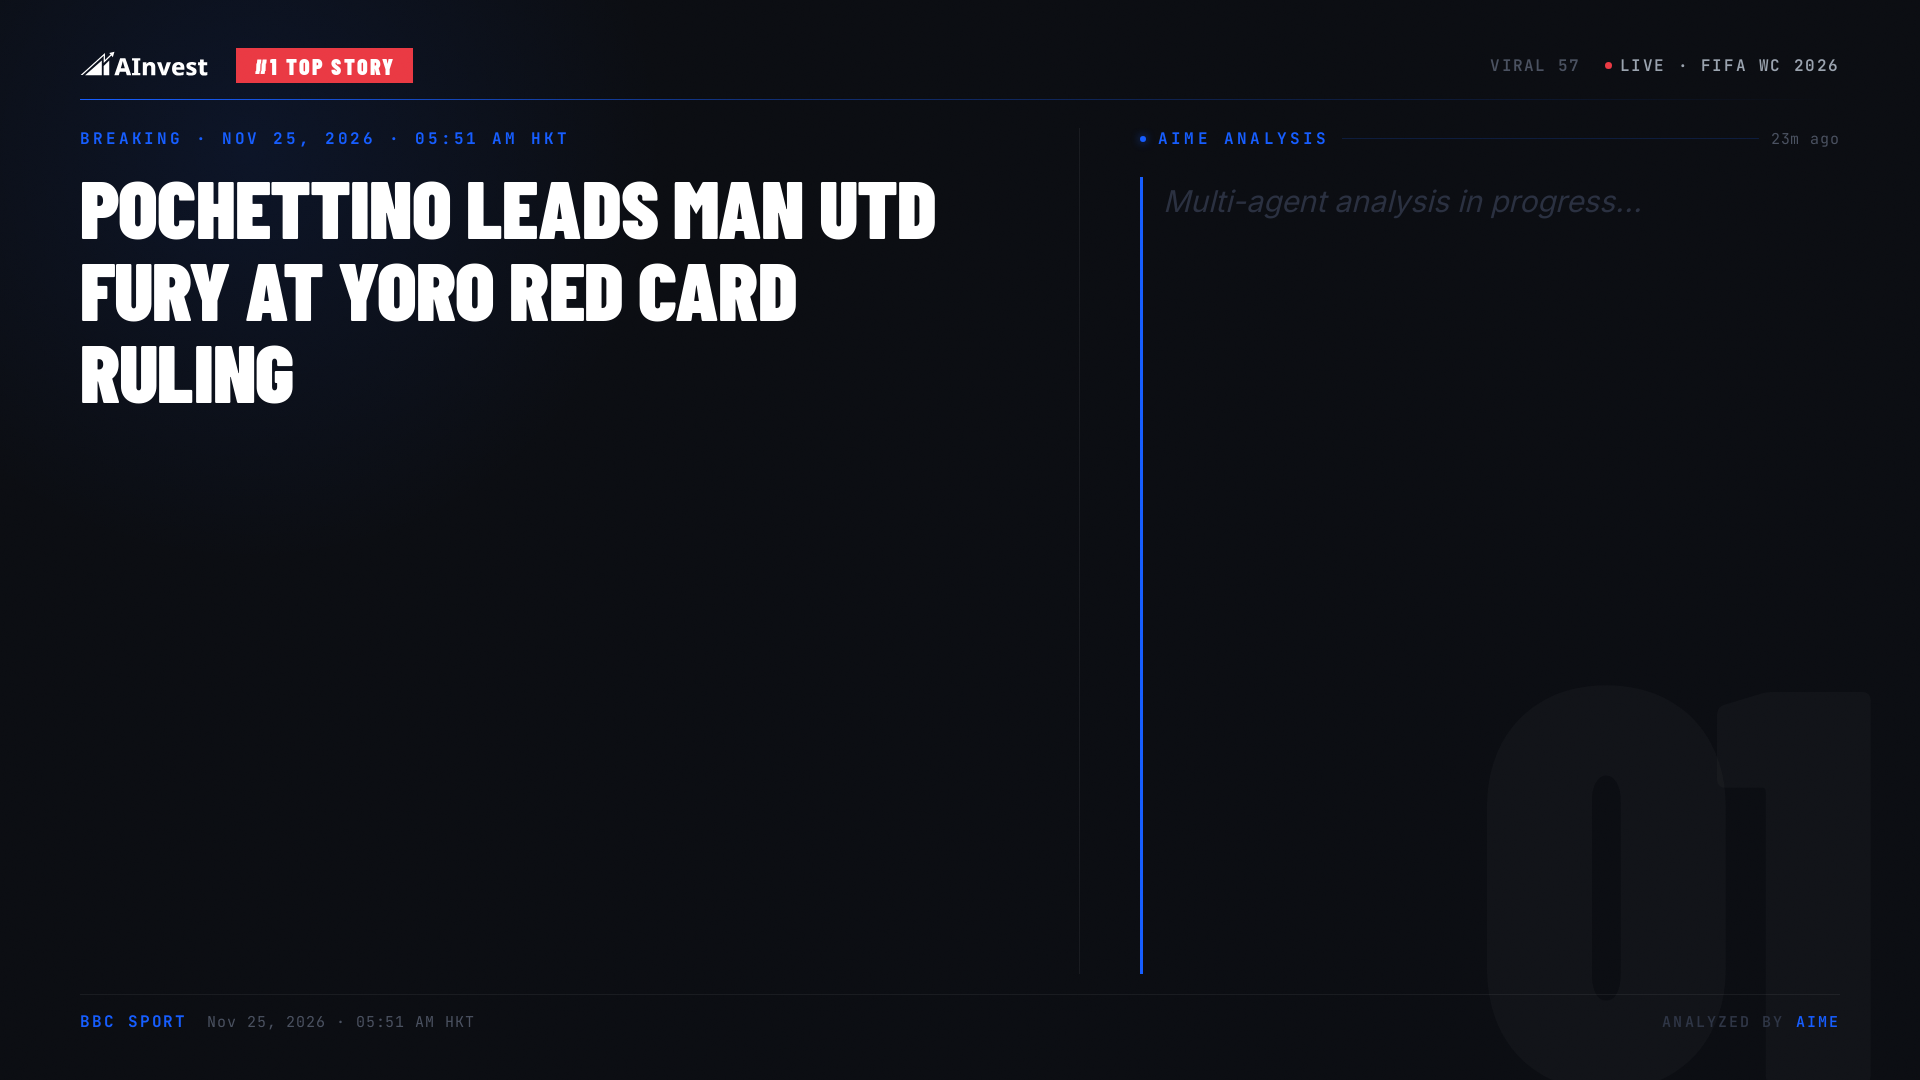 AInvest
#1 TOP STORY
VIRAL 57
LIVE · FIFA WC 2026
BREAKING · NOV 25, 2026 · 05:51 AM HKT
POCHETTINO LEADS MAN UTD
FURY AT YORO RED CARD
RULING
AIME ANALYSIS
23m ago
Multi-agent analysis in progress...
01
BBC SPORT
Nov 25, 2026 · 05:51 AM HKT
ANALYZED BY AIME